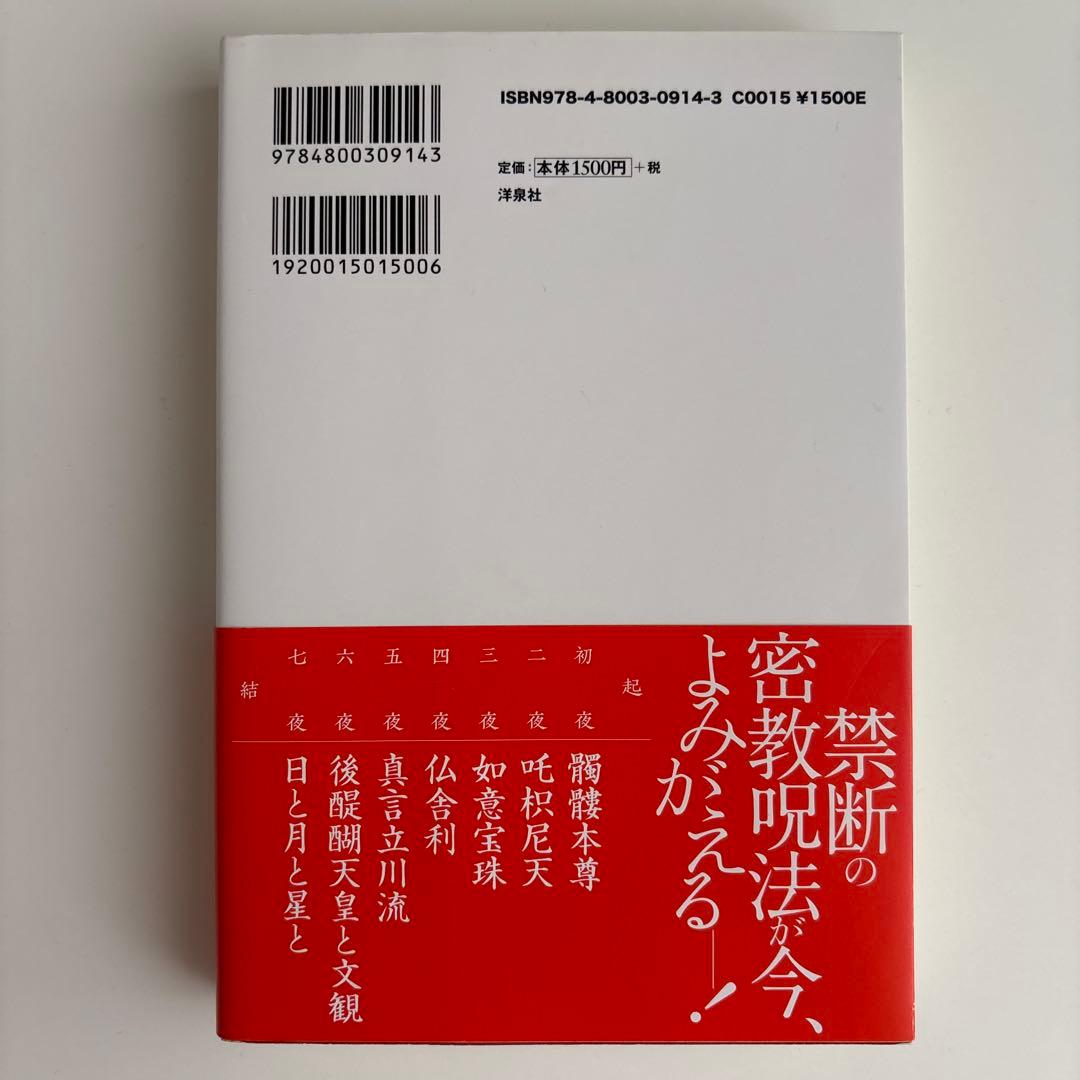 ISBN978-4-8003-0914-3 C0015 ¥1500E
9784800309143
定価：本体1500円＋税
洋泉社
1920015015006
禁断の
密教呪法が今、
よみがえる——！
起
初夜 髑髏本尊
二夜 吒枳尼天
三夜 如意宝珠
四夜 仏舎利
五夜 真言立川流
六夜 後醍醐天皇と文観
七夜 日と月と星と
結